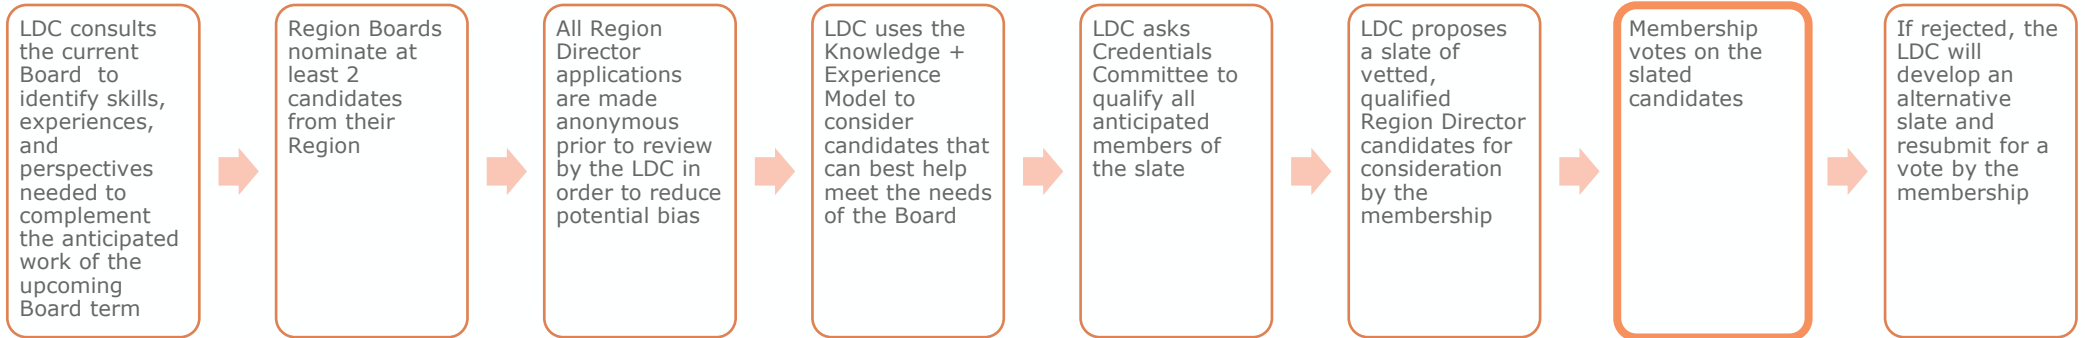 LDC consults
the current
Board  to
identify skills,
experiences,
and
perspectives
needed to
complement
the anticipated
work of the
upcoming
Board term
Region Boards
nominate at
least 2
candidates
from their
Region
All Region
Director
applications
are made
anonymous
prior to review
by the LDC in
order to reduce
potential bias
LDC uses the
Knowledge +
Experience
Model to
consider
candidates that
can best help
meet the needs
of the Board
LDC asks
Credentials
Committee to
qualify all
anticipated
members of
the slate
LDC proposes
a slate of
vetted,
qualified
Region Director
candidates for
consideration
by the
membership
Membership
votes on the
slated
candidates
If rejected, the
LDC will
develop an
alternative
slate and
resubmit for a
vote by the
membership